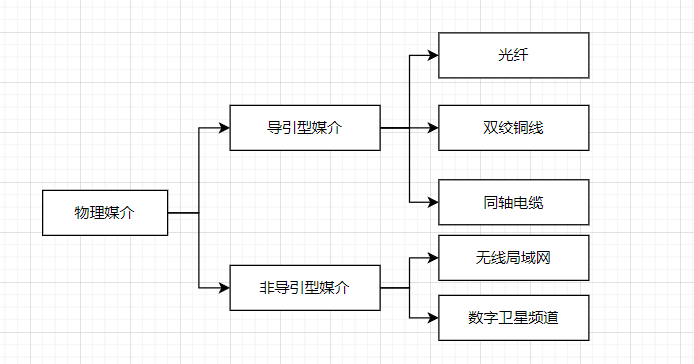 光纤
导引型媒介
双绞铜线
物理媒介
同轴电缆
无线局域网
非导引型媒介
数字卫星频道